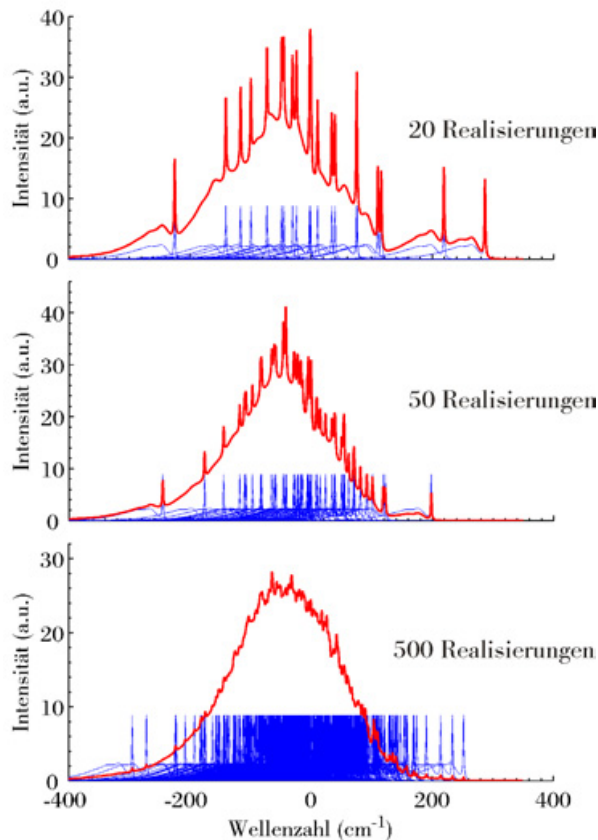 40
30
20
10
0
Intensität (a.u.)
20 Realisierungen
50
40
30
20
10
0
Intensität (a.u.)
50 Realisierungen
30
20
10
0
Intensität (a.u.)
500 Realisierungen
-400 -200 0 200 400
Wellenzahl (cm⁻¹)